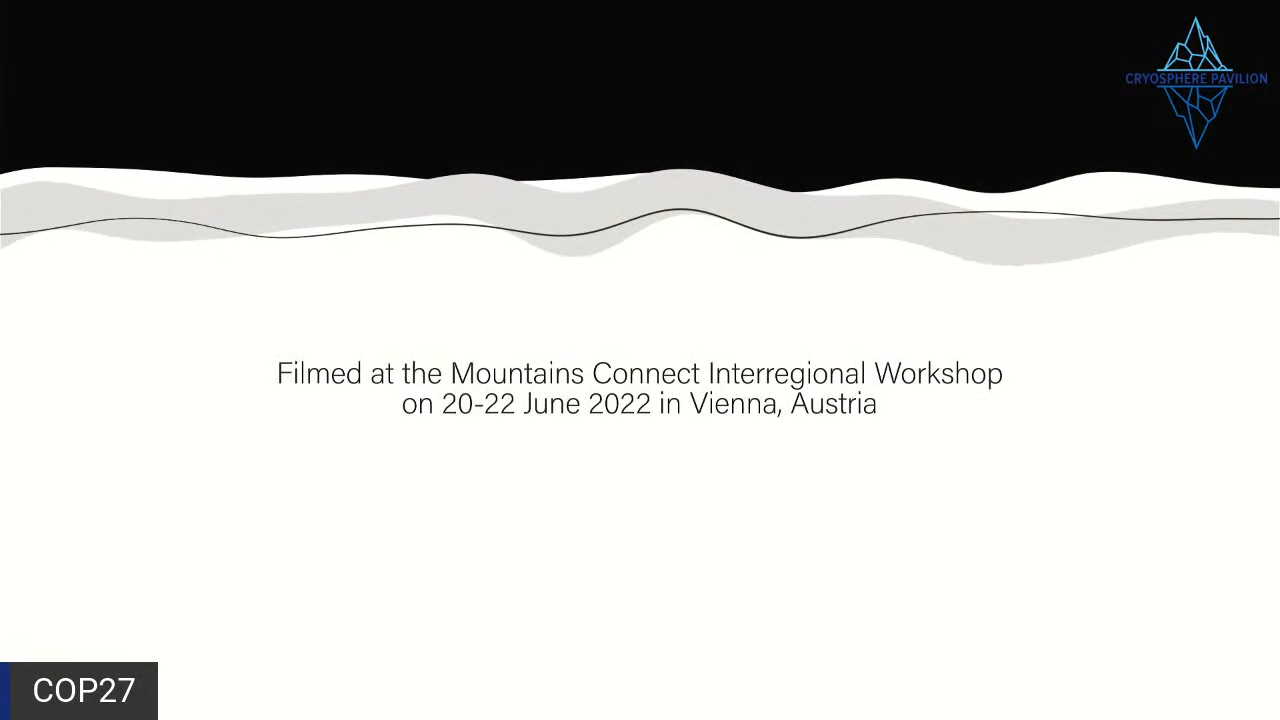 CRYOSPHERE PAVILION
Filmed at the Mountains Connect Interregional Workshop
on 20-22 June 2022 in Vienna, Austria
COP27